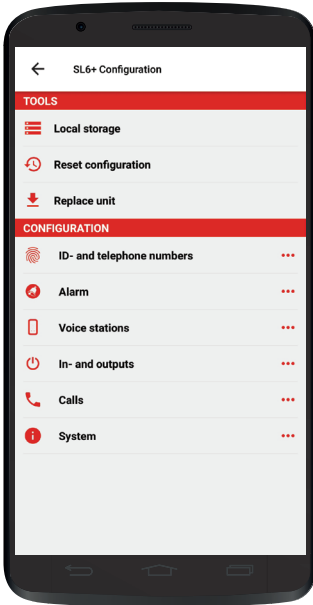 SL6+ Configuration
TOOLS
Local storage
Reset configuration
Replace unit
CONFIGURATION
ID- and telephone numbers
Alarm
Voice stations
In- and outputs
Calls
System